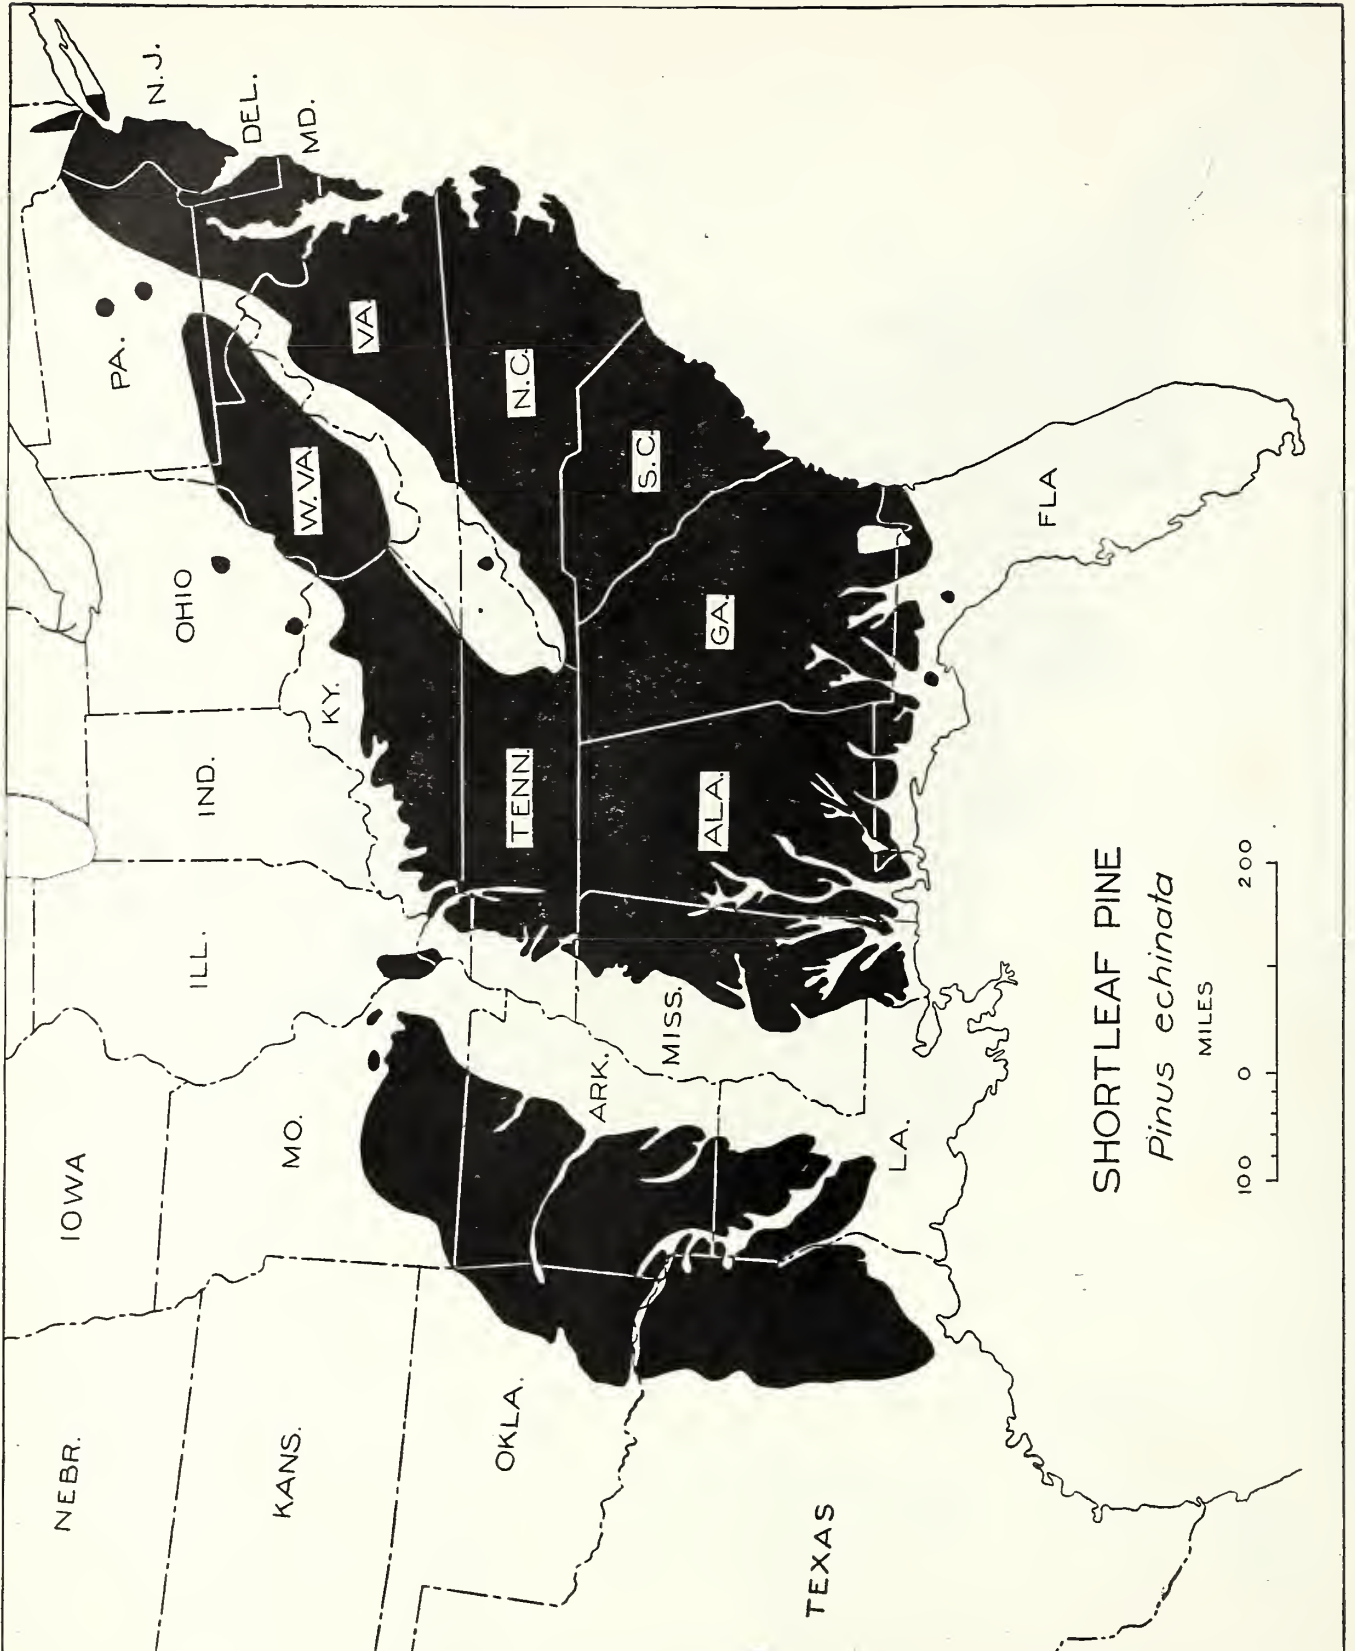 NEBR.
IOWA
KANS.
MO.
ILL.
IND.
OHIO
PA.
N.J.
DEL.
MD.
W.VA.
VA
KY.
OKLA.
ARK.
TENN.
N.C.
S.C.
TEXAS
LA.
MISS.
ALA.
GA.
FLA
SHORTLEAF PINE
Pinus echinata
MILES
100 0 200